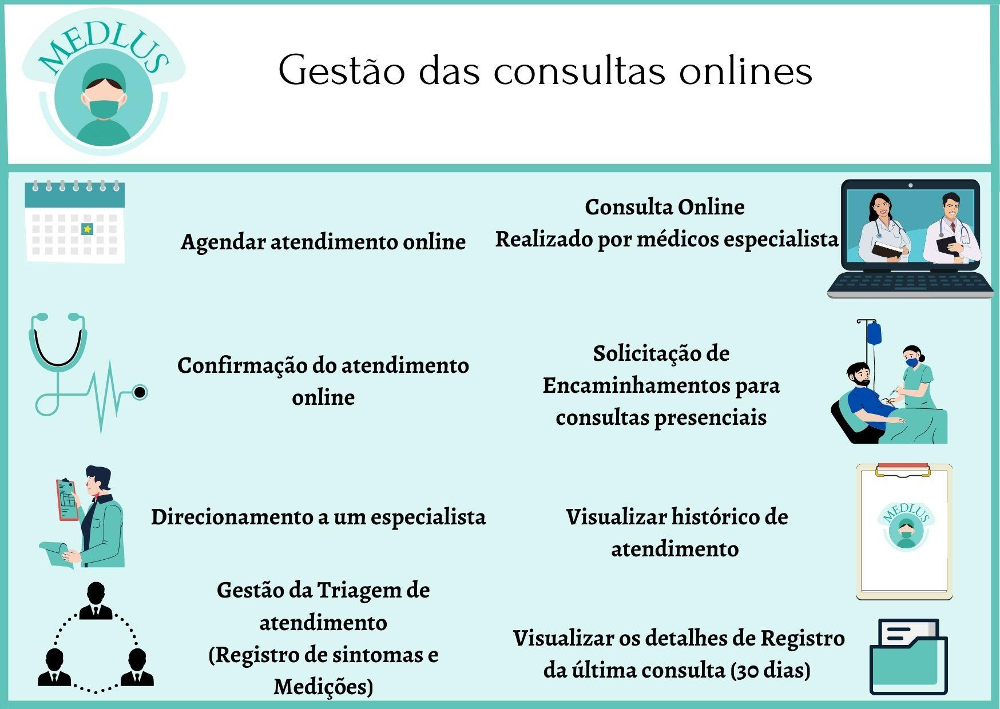 MEDLUS
Gestão das consultas onlines
Agendar atendimento online
Confirmação do atendimento
online
Direcionamento a um especialista
Gestão da Triagem de
atendimento
(Registro de sintomas e
Medições)
Consulta Online
Realizado por médicos especialista
Solicitação de
Encaminhamentos para
consultas presenciais
Visualizar histórico de
atendimento
MEDLUS
Visualizar os detalhes de Registro
da última consulta (30 dias)